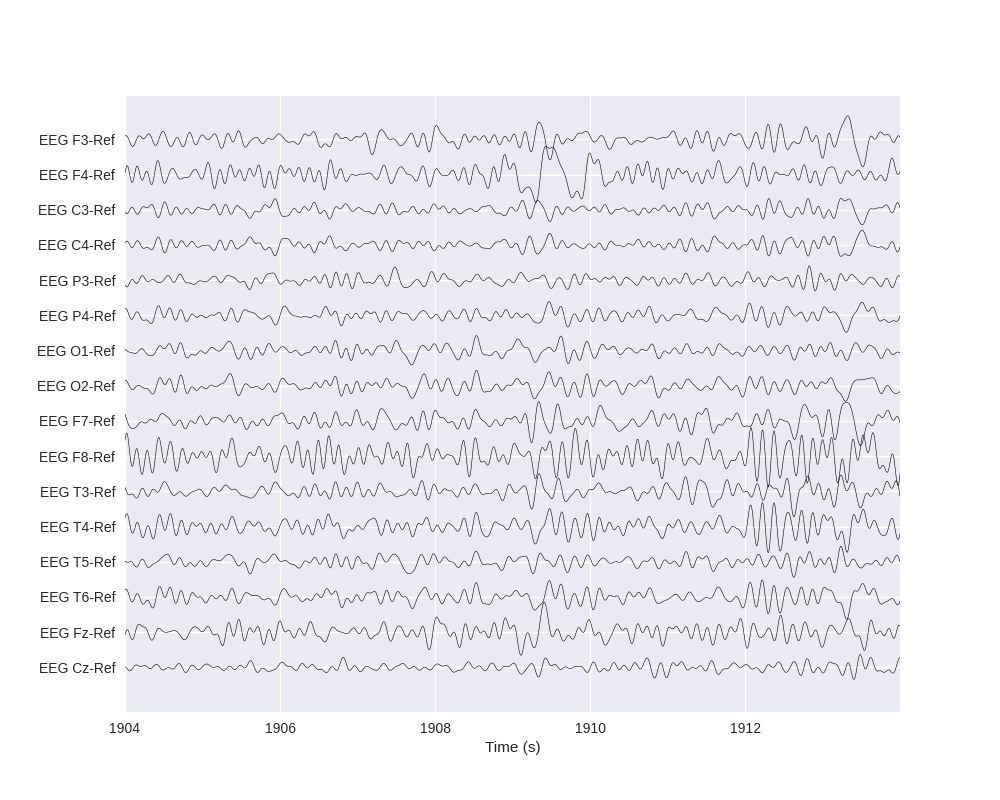 EEG F3-Ref
EEG F4-Ref
EEG C3-Ref
EEG C4-Ref
EEG P3-Ref
EEG P4-Ref
EEG O1-Ref
EEG O2-Ref
EEG F7-Ref
EEG F8-Ref
EEG T3-Ref
EEG T4-Ref
EEG T5-Ref
EEG T6-Ref
EEG Fz-Ref
EEG Cz-Ref
1904 1906 1908 1910 1912
Time (s)